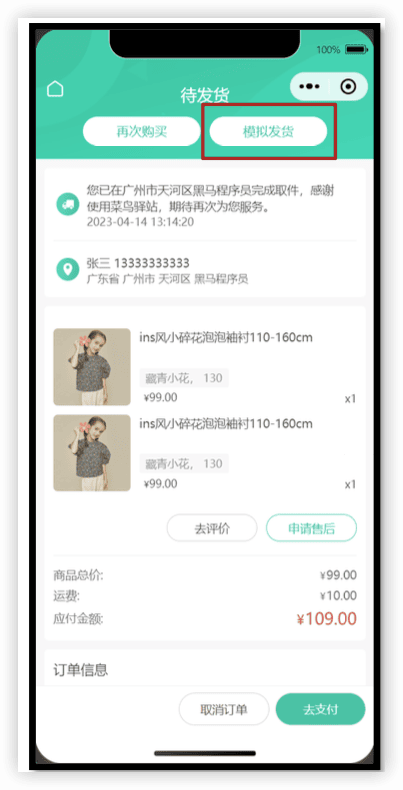 100%
待发货
再次购买 模拟发货
您已在广州市天河区黑马程序员完成取件，感谢
使用菜鸟驿站，期待再次为您服务。
2023-04-14 13:14:20
张三 13333333333
广东省 广州市 天河区 黑马程序员
ins风小碎花泡泡袖衬110-160cm
藏青小花， 130
¥99.00 x1
ins风小碎花泡泡袖衬110-160cm
藏青小花， 130
¥99.00 x1
去评价 申请售后
商品总价: ¥99.00
运费: ¥10.00
应付金额: ¥109.00
订单信息
取消订单 去支付